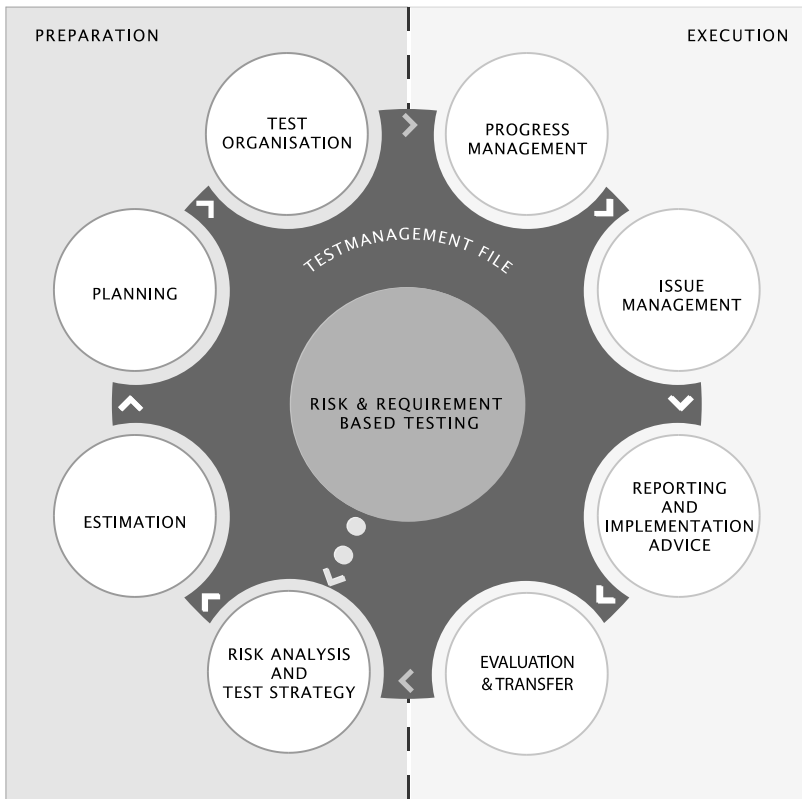 PREPARATION
EXECUTION
TEST
ORGANISATION
PROGRESS
MANAGEMENT
PLANNING
TESTMANAGEMENT FILE
ISSUE
MANAGEMENT
RISK & REQUIREMENT
BASED TESTING
ESTIMATION
REPORTING
AND
IMPLEMENTATION
ADVICE
RISK ANALYSIS
AND
TEST STRATEGY
EVALUATION
& TRANSFER